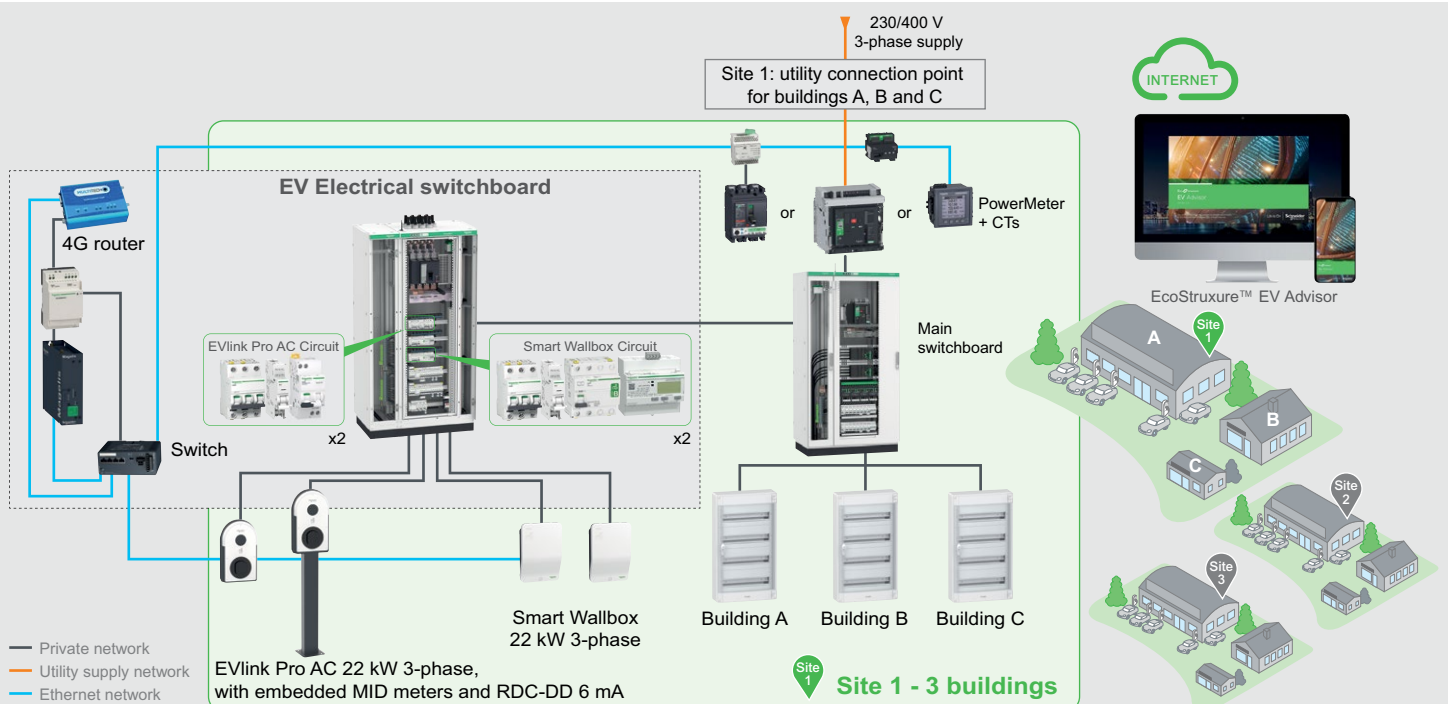 230/400 V
3-phase supply
Site 1: utility connection point
for buildings A, B and C
INTERNET
EV Electrical switchboard
4G router
or
or
PowerMeter
+ CTs
EV Advisor
Schneider
EcoStruxure™ EV Advisor
EVlink Pro AC Circuit
x2
Smart Wallbox Circuit
x2
Main
switchboard
Magelis
Switch
A
Site
1
B
C
Site
2
Site
3
Smart Wallbox
22 kW 3-phase
Building A
Building B
Building C
Private network
Utility supply network
Ethernet network
EVlink Pro AC 22 kW 3-phase,
with embedded MID meters and RDC-DD 6 mA
Site
1
Site 1 - 3 buildings